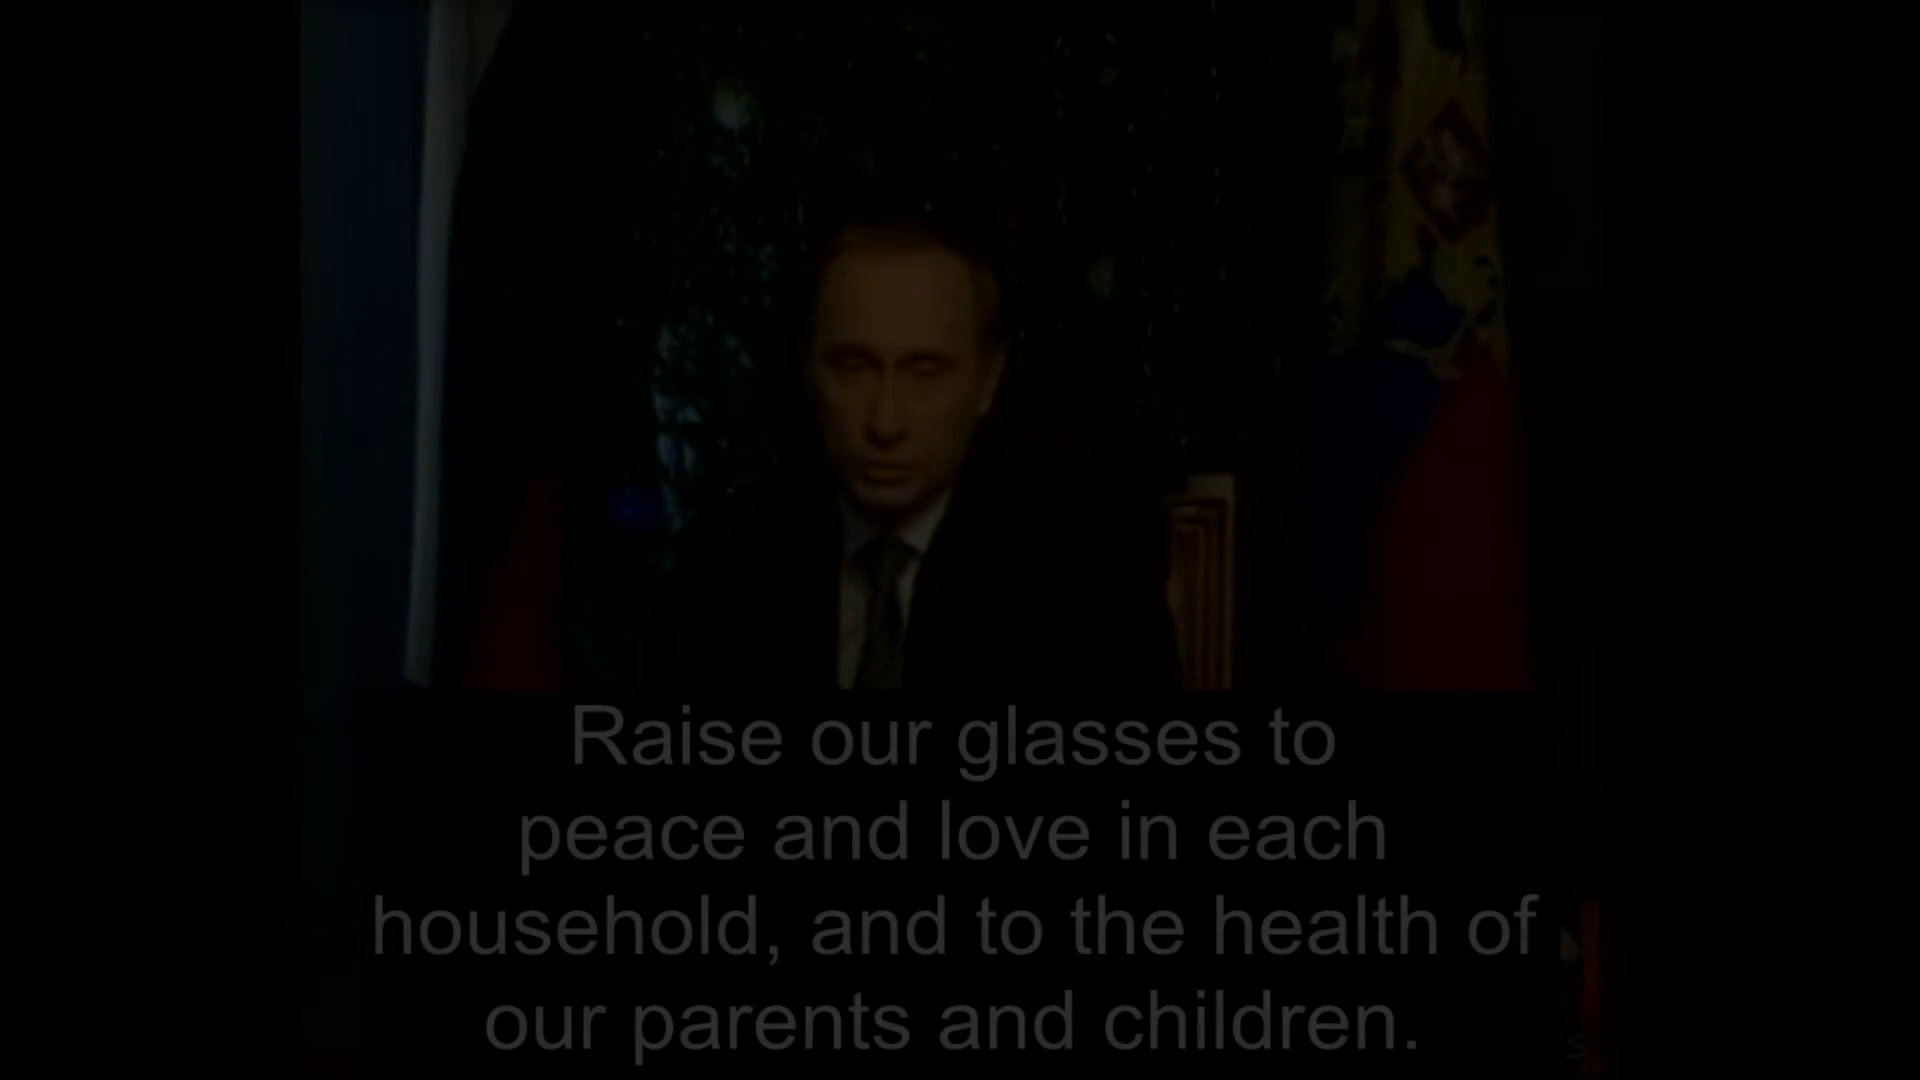 Raise our glasses to
peace and love in each
household, and to the health of
our parents and children.